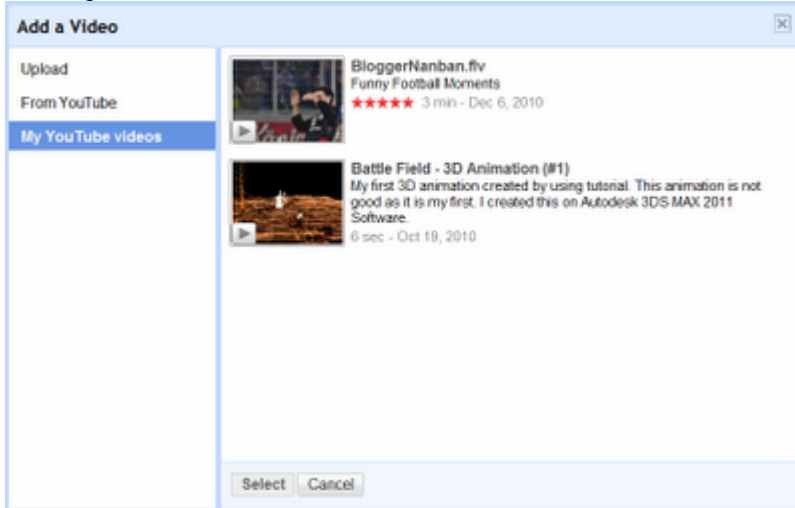 Add a Video
Upload
From YouTube
My YouTube videos
BloggerNanban.flv
Funny Football Moments
3 min - Dec 6, 2010
Battle Field - 3D Animation (#1)
My first 3D animation created by using tutorial. This animation is not
good as it is my first. I created this on Autodesk 3DS MAX 2011
Software.
6 sec - Oct 19, 2010
Select Cancel